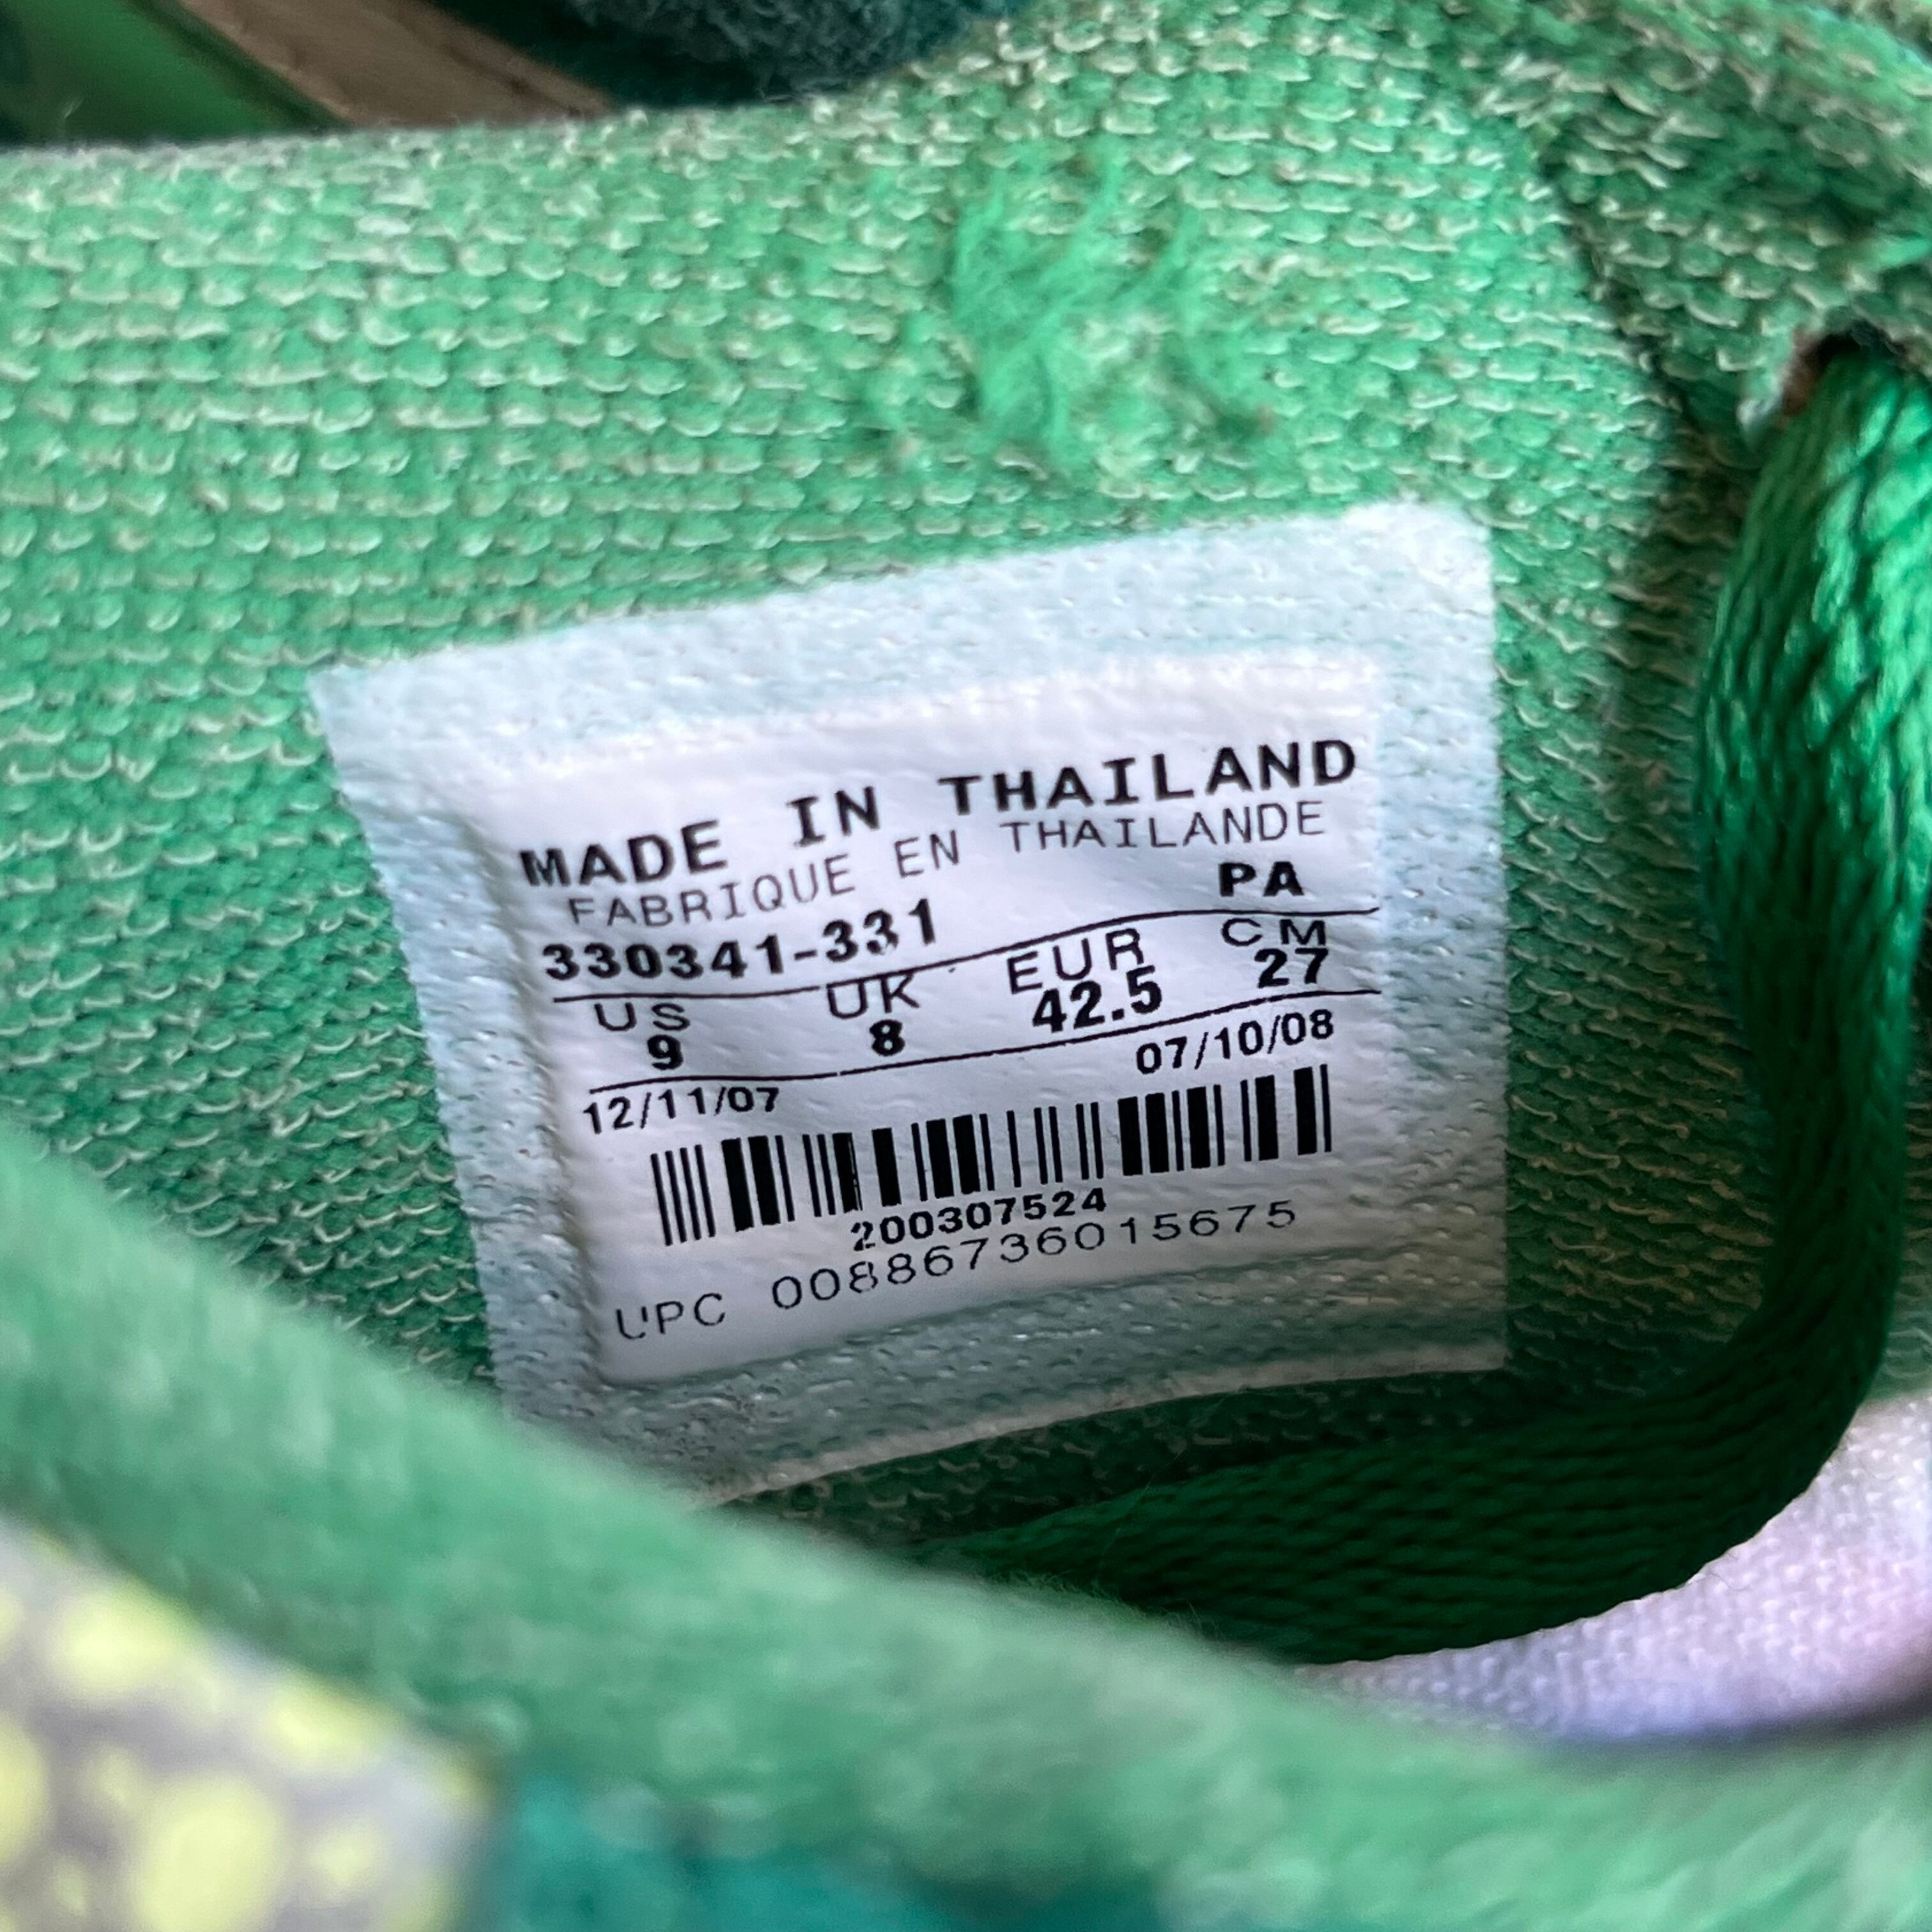 MADE IN THAILAND
FABRIQUE EN THAILANDE
330341-331 PA
US UK EUR CM
9 8 42.5 27
12/11/07 07/10/08
200307524
UPC 00886736015675